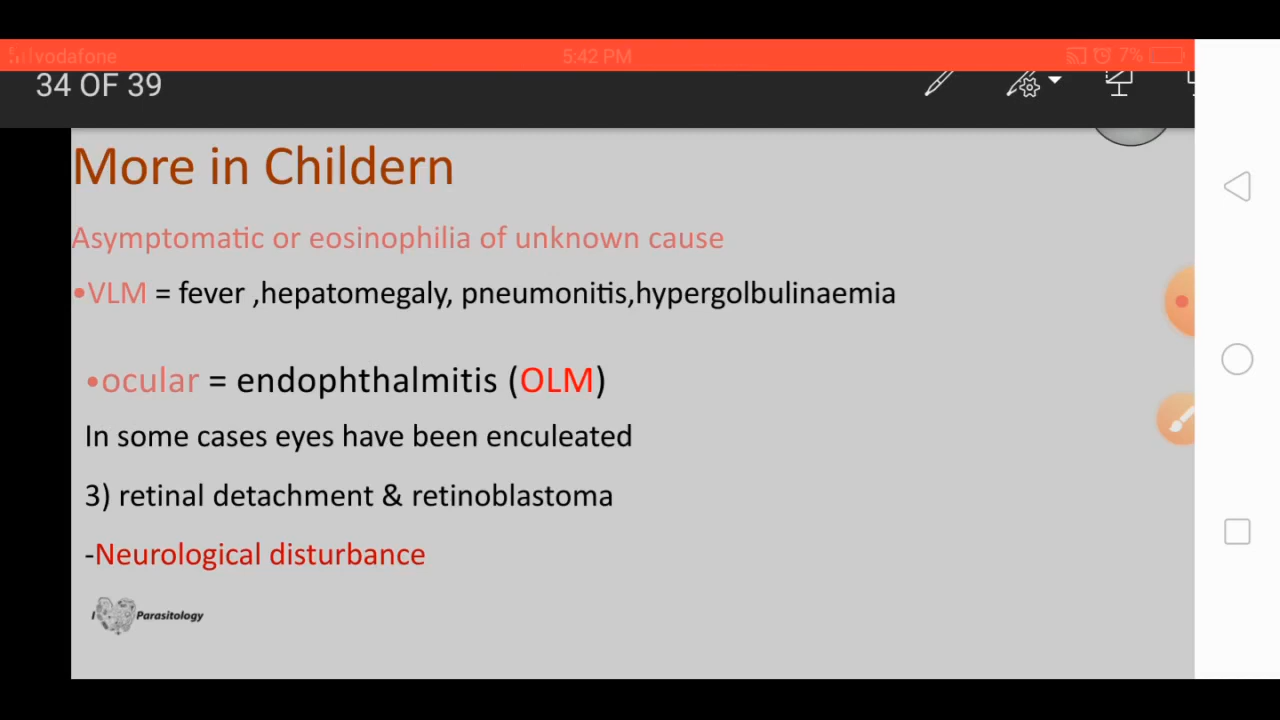 vodafone 5:42 PM 7%
34 OF 39
More in Childern
Asymptomatic or eosinophilia of unknown cause
•VLM = fever ,hepatomegaly, pneumonitis,hypergolbulinaemia
•ocular = endophthalmitis (OLM)
In some cases eyes have been enculeated
3) retinal detachment & retinoblastoma
-Neurological disturbance
I Parasitology